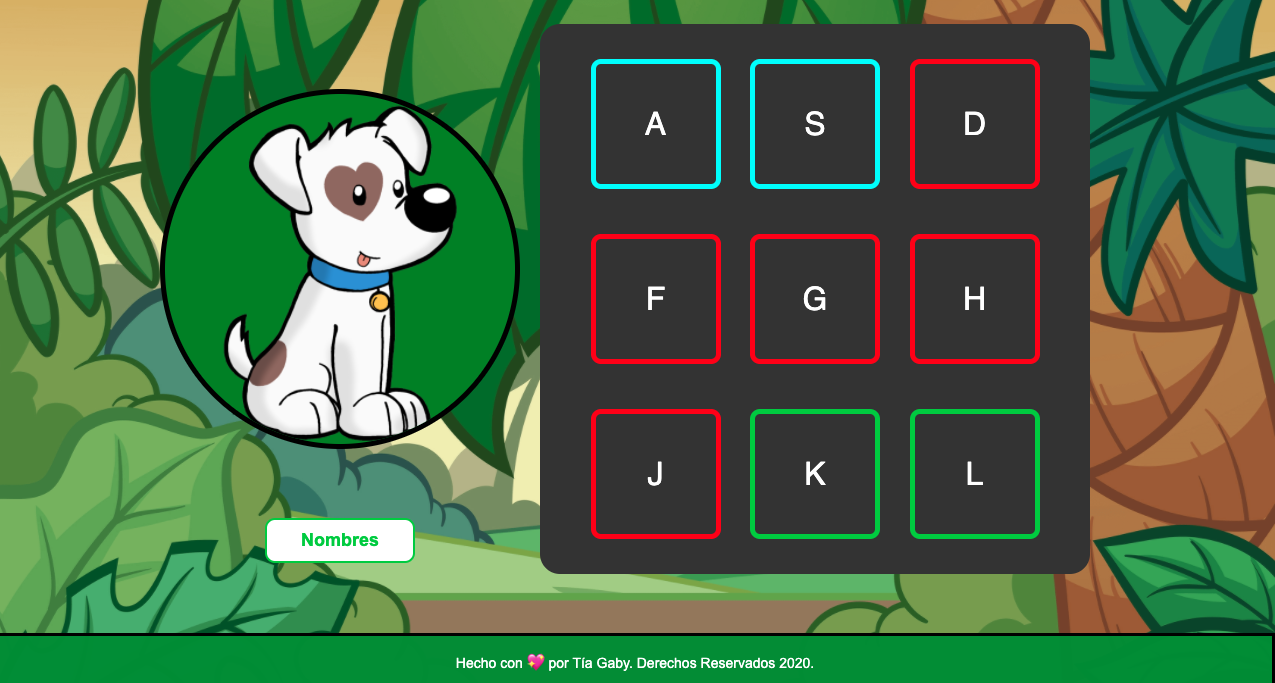 A S D
F G H
J K L
Nombres
Hecho con 💖 por Tía Gaby. Derechos Reservados 2020.